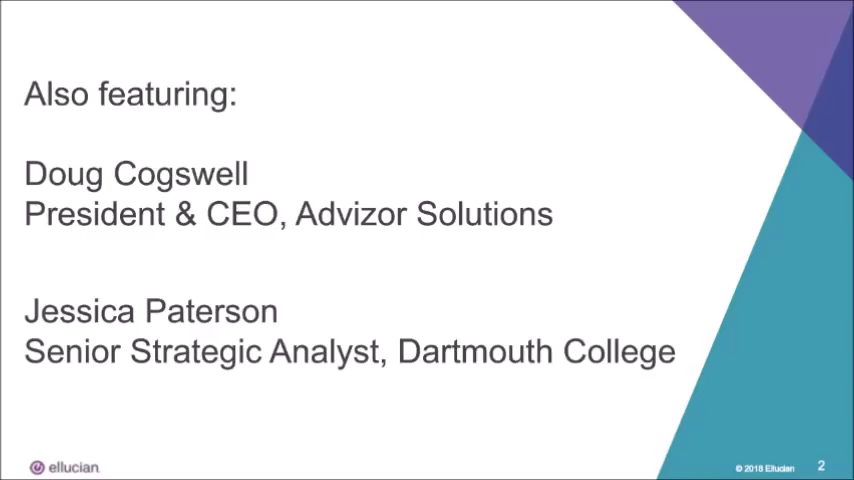 Also featuring:
Doug Cogswell
President & CEO, Advizor Solutions
Jessica Paterson
Senior Strategic Analyst, Dartmouth College
ellucian
© 2018 Ellucian
2